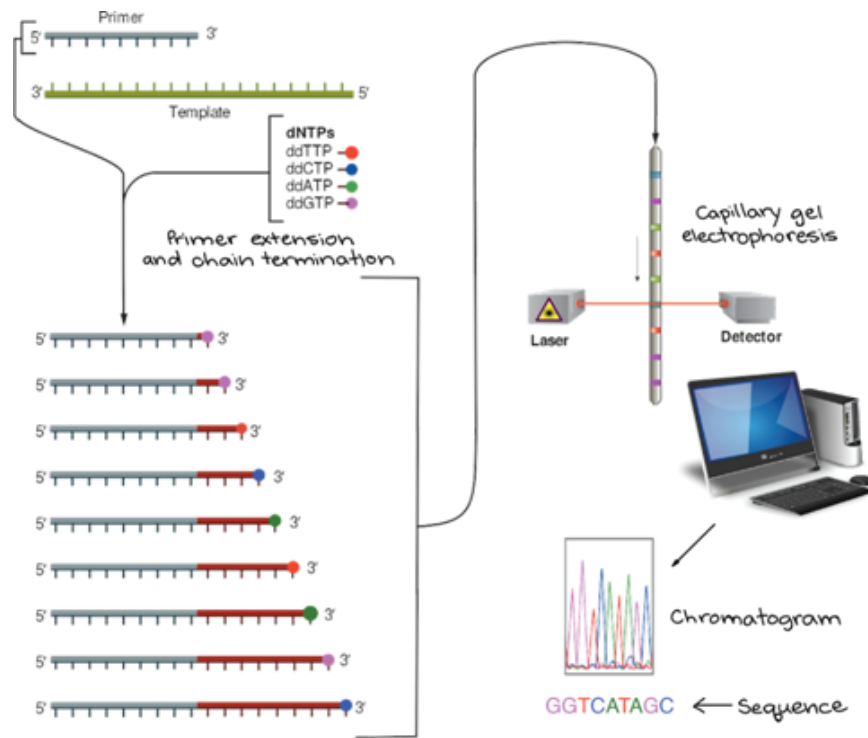 Primer
5' 3'
3' 5'
Template
dNTPs
ddTTP
ddCTP
ddATP
ddGTP
Primer extension
and chain termination
5' 3'
5' 3'
5' 3'
5' 3'
5' 3'
5' 3'
5' 3'
5' 3'
5' 3'
Capillary gel
electrophoresis
Laser
Detector
Chromatogram
GGTCATAGC
Sequence